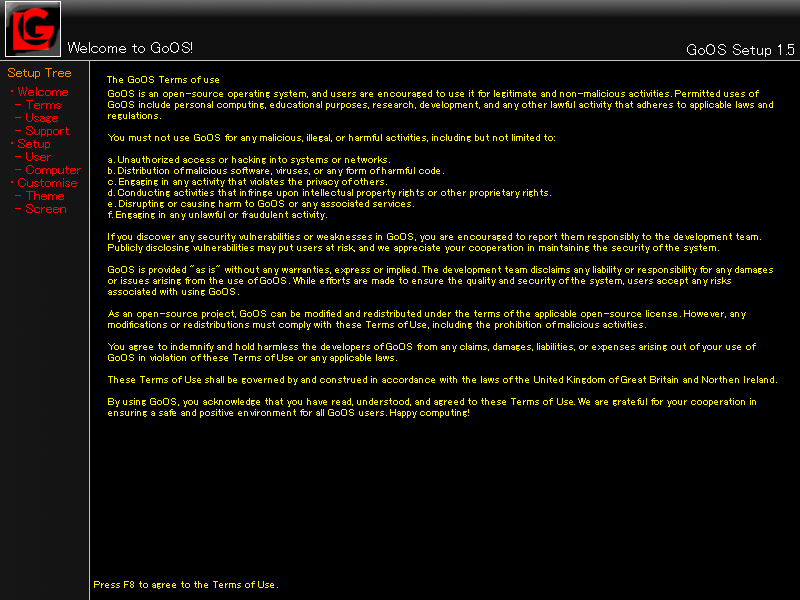 Welcome to GoOS!
GoOS Setup 1.5
Setup Tree
· Welcome
- Terms
- Usage
- Support
· Setup
- User
- Computer
· Customise
- Theme
- Screen
The GoOS Terms of use
GoOS is an open-source operating system, and users are encouraged to use it for legitimate and non-malicious activities. Permitted uses of
GoOS include personal computing, educational purposes, research, development, and any other lawful activity that adheres to applicable laws and
regulations.
You must not use GoOS for any malicious, illegal, or harmful activities, including but not limited to:
a. Unauthorized access or hacking into systems or networks.
b. Distribution of malicious software, viruses, or any form of harmful code.
c. Engaging in any activity that violates the privacy of others.
d. Conducting activities that infringe upon intellectual property rights or other proprietary rights.
e. Disrupting or causing harm to GoOS or any associated services.
f. Engaging in any unlawful or fraudulent activity.
If you discover any security vulnerabilities or weaknesses in GoOS, you are encouraged to report them responsibly to the development team.
Publicly disclosing vulnerabilities may put users at risk, and we appreciate your cooperation in maintaining the security of the system.
GoOS is provided "as is" without any warranties, express or implied. The development team disclaims any liability or responsibility for any damages
or issues arising from the use of GoOS. While efforts are made to ensure the quality and security of the system, users accept any risks
associated with using GoOS.
As an open-source project, GoOS can be modified and redistributed under the terms of the applicable open-source license. However, any
modifications or redistributions must comply with these Terms of Use, including the prohibition of malicious activities.
You agree to indemnify and hold harmless the developers of GoOS from any claims, damages, liabilities, or expenses arising out of your use of
GoOS in violation of these Terms of Use or any applicable laws.
These Terms of Use shall be governed by and construed in accordance with the laws of the United Kingdom of Great Britain and Northen Ireland.
By using GoOS, you acknowledge that you have read, understood, and agreed to these Terms of Use. We are grateful for your cooperation in
ensuring a safe and positive environment for all GoOS users. Happy computing!
Press F8 to agree to the Terms of Use.